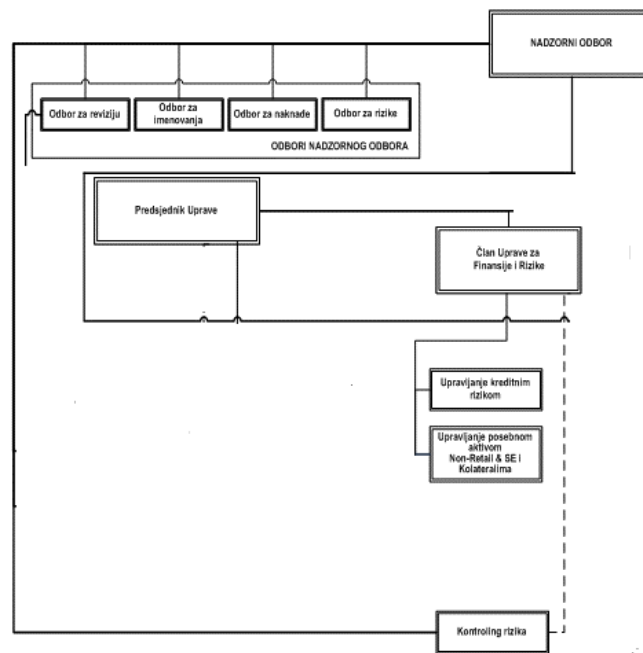 NADZORNI ODBOR
Odbor za reviziju
Odbor za
imenovanja
Odbor za naknade
Odbor za rizike
ODBORI NADZORNOG ODBORA
Predsjednik Uprave
Član Uprave za
Finansije i Rizike
Upravljanje kreditnim
rizikom
Upravljanje posebnom
aktivom
Non-Retail & SE i
Kolateralima
Kontroling rizika